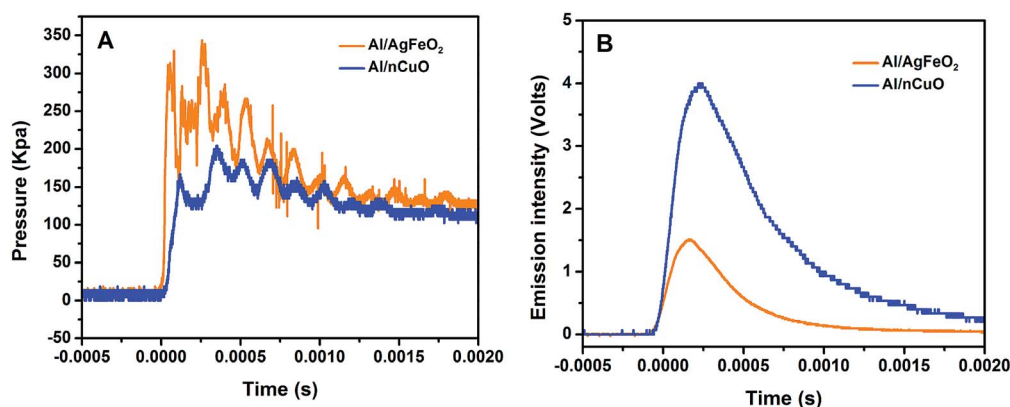 A
Al/AgFeO₂
Al/nCuO
Pressure (Kpa)
400
350
300
250
200
150
100
50
0
-50
-0.0005
0.0000
0.0005
0.0010
0.0015
0.0020
Time (s)
B
Al/AgFeO₂
Al/nCuO
Emission intensity (Volts)
5
4
3
2
1
0
-0.0005
0.0000
0.0005
0.0010
0.0015
0.0020
Time (s)